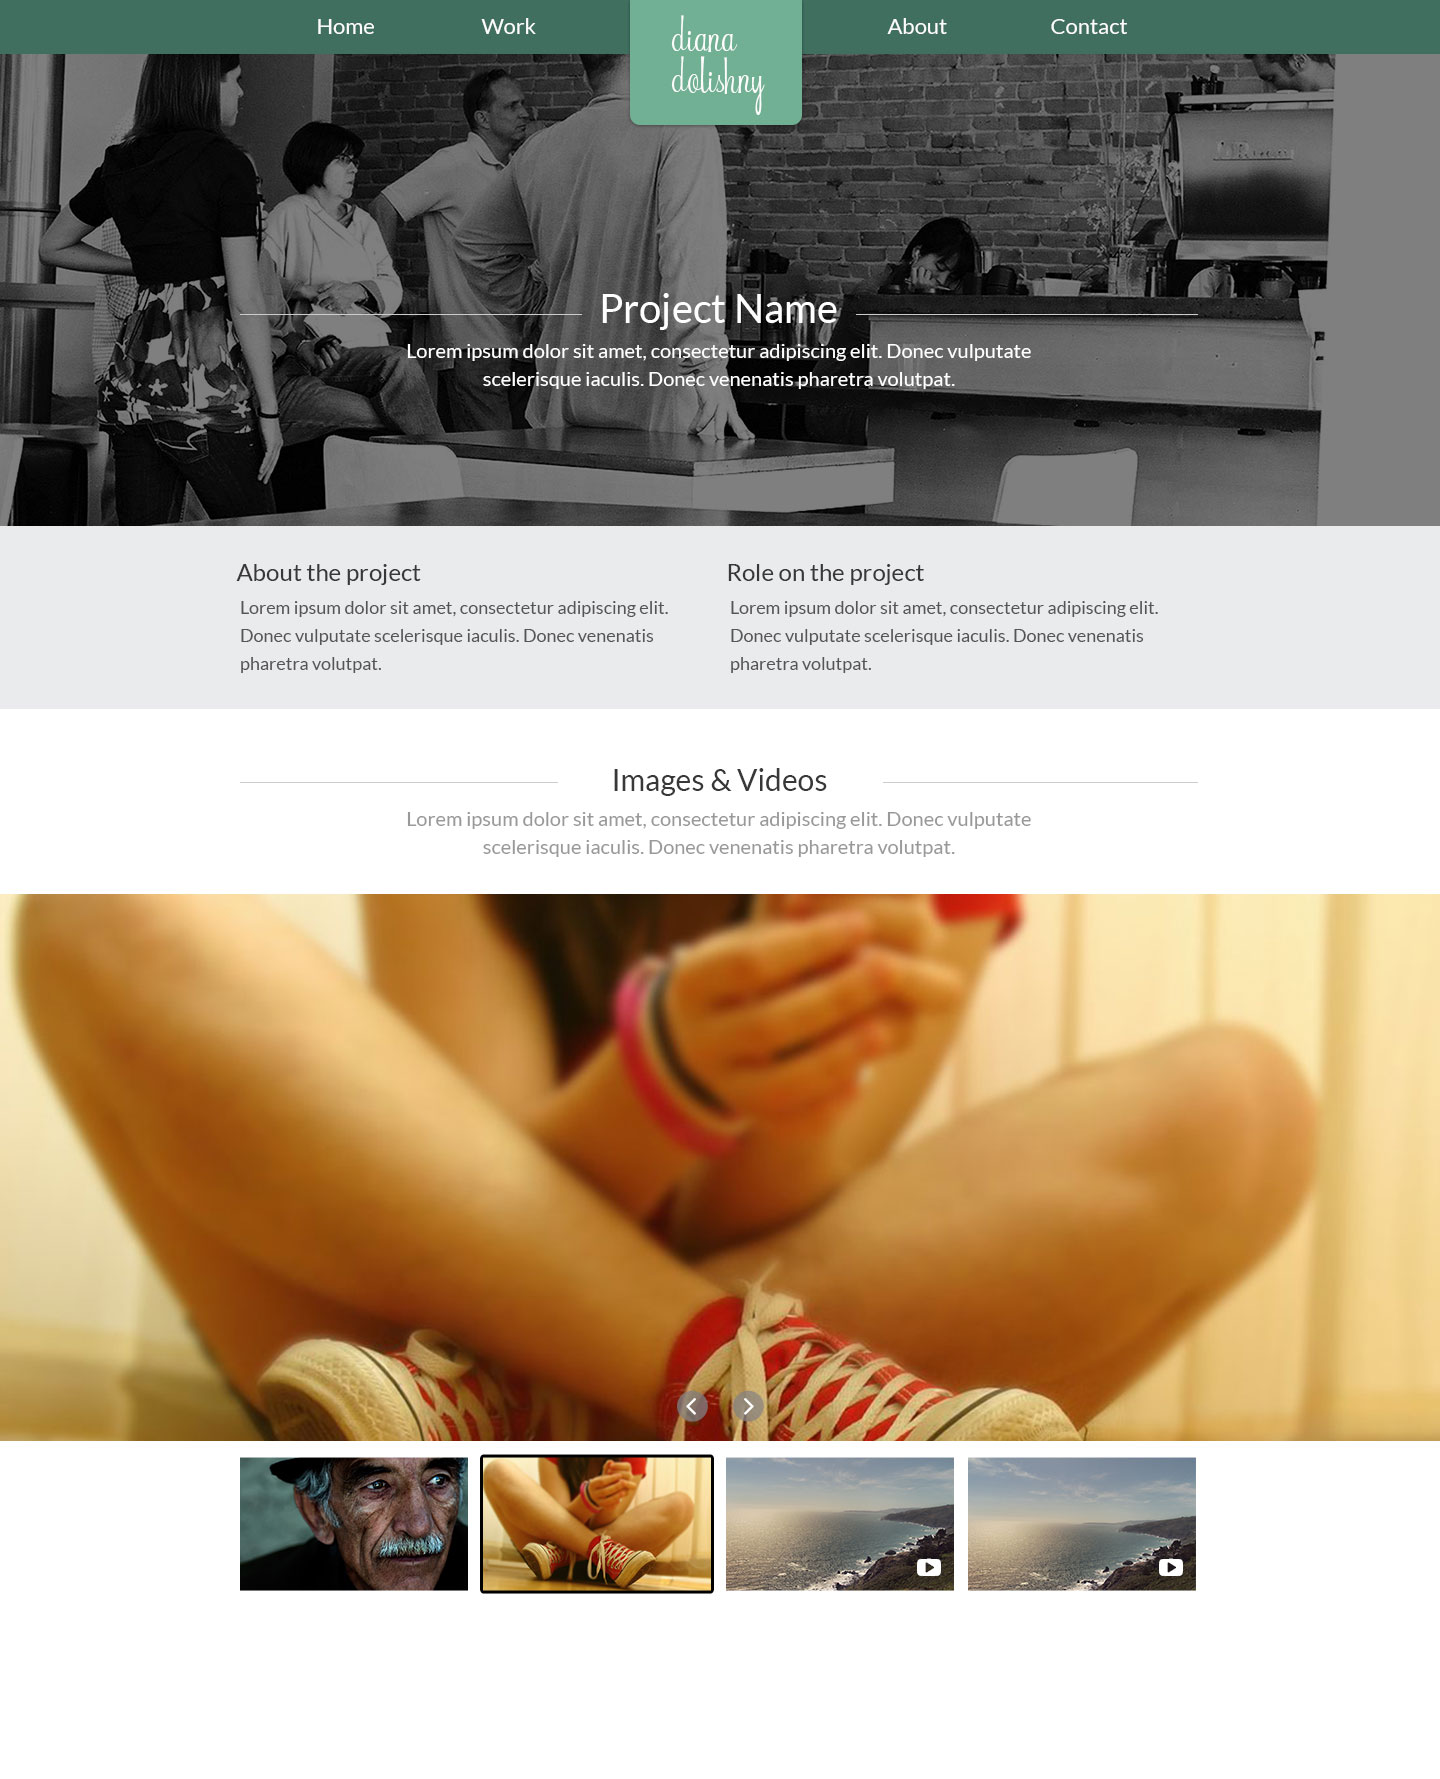 Home Work About Contact
diana
dolishny
Project Name
Lorem ipsum dolor sit amet, consectetur adipiscing elit. Donec vulputate
scelerisque iaculis. Donec venenatis pharetra volutpat.
About the project
Lorem ipsum dolor sit amet, consectetur adipiscing elit.
Donec vulputate scelerisque iaculis. Donec venenatis
pharetra volutpat.
Role on the project
Lorem ipsum dolor sit amet, consectetur adipiscing elit.
Donec vulputate scelerisque iaculis. Donec venenatis
pharetra volutpat.
Images & Videos
Lorem ipsum dolor sit amet, consectetur adipiscing elit. Donec vulputate
scelerisque iaculis. Donec venenatis pharetra volutpat.